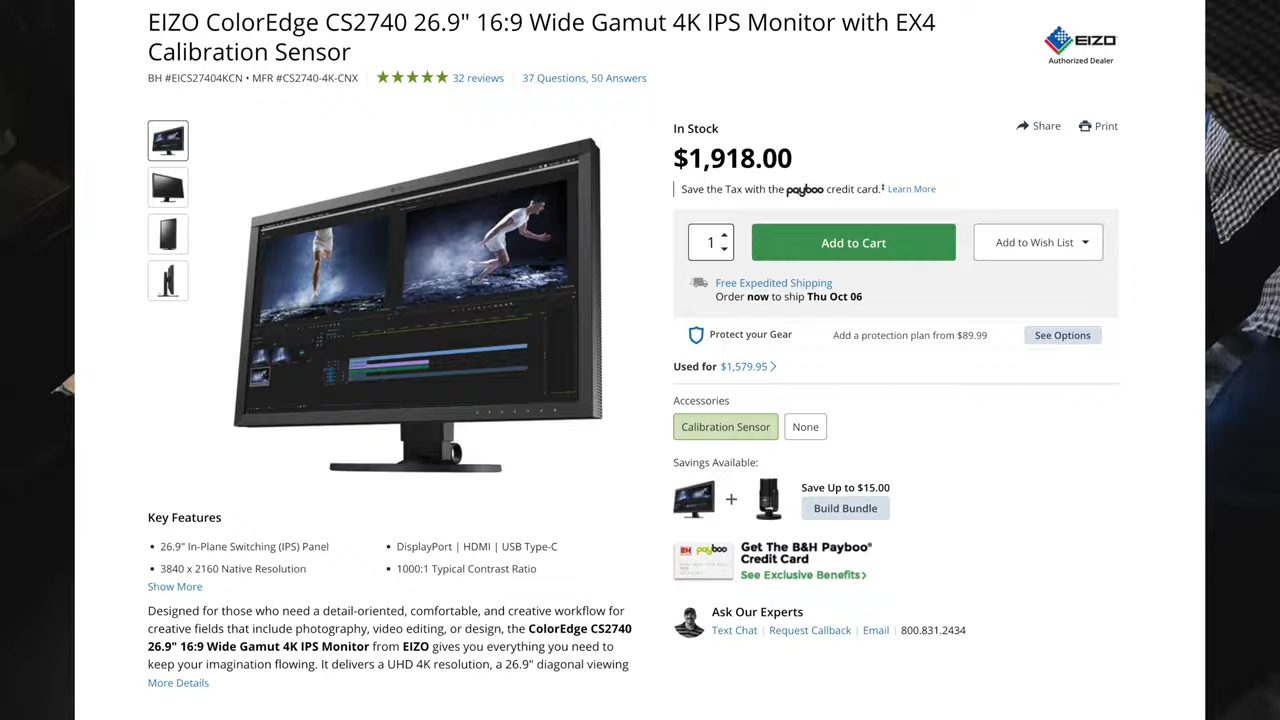 EIZO ColorEdge CS2740 26.9" 16:9 Wide Gamut 4K IPS Monitor with EX4
Calibration Sensor
BH #EICS27404KCN • MFR #CS2740-4K-CNX
32 reviews
37 Questions, 50 Answers
EIZO
Authorized Dealer
In Stock
Share
Print
$1,918.00
Save the Tax with the payboo credit card.‡ Learn More
1
Add to Cart
Add to Wish List
Free Expedited Shipping
Order now to ship Thu Oct 06
Protect your Gear
Add a protection plan from $89.99
See Options
Used for $1,579.95
Accessories
Calibration Sensor
None
Savings Available:
+
Save Up to $15.00
Build Bundle
BH payboo
Get The B&H Payboo®
Credit Card
See Exclusive Benefits
Ask Our Experts
Text Chat | Request Callback | Email | 800.831.2434
Key Features
• 26.9" In-Plane Switching (IPS) Panel
• 3840 x 2160 Native Resolution
• DisplayPort | HDMI | USB Type-C
• 1000:1 Typical Contrast Ratio
Show More
Designed for those who need a detail-oriented, comfortable, and creative workflow for
creative fields that include photography, video editing, or design, the ColorEdge CS2740
26.9" 16:9 Wide Gamut 4K IPS Monitor from EIZO gives you everything you need to
keep your imagination flowing. It delivers a UHD 4K resolution, a 26.9" diagonal viewing
More Details